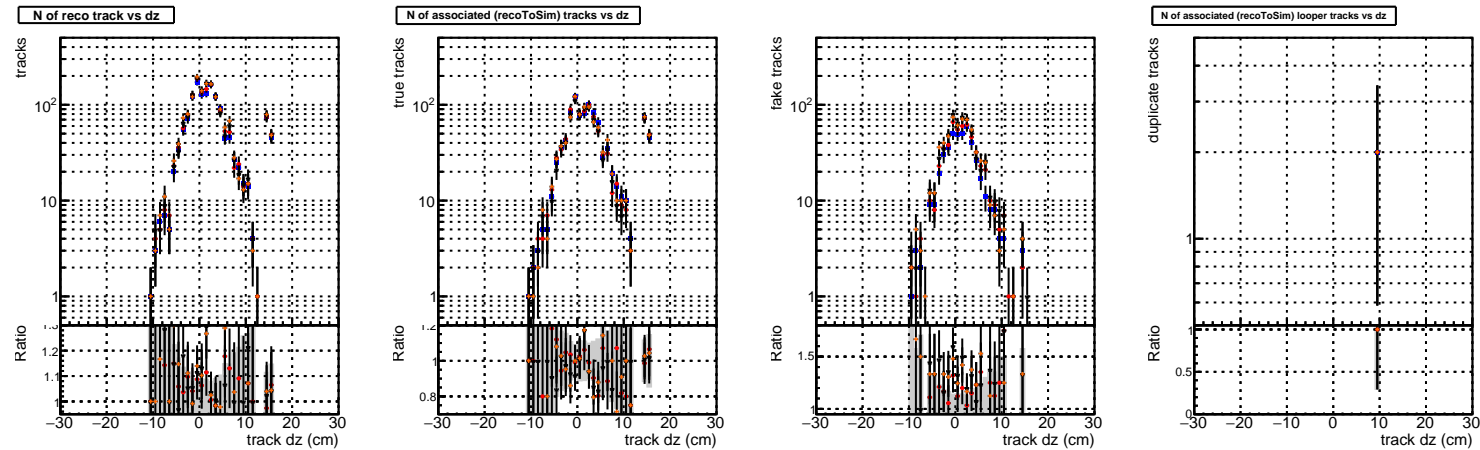 N of reco track vs dz
tracks
10²
10
1
Ratio
1.3
1.2
1.1
1
−30 −20 −10 0 10 20 30
track dz (cm)
N of associated (recoToSim) tracks vs dz
true tracks
10²
10
1
Ratio
1.2
1
0.8
−30 −20 −10 0 10 20 30
track dz (cm)
fake tracks
10²
10
1
Ratio
1.5
1
−30 −20 −10 0 10 20 30
track dz (cm)
N of associated (recoToSim) looper tracks vs dz
duplicate tracks
1
Ratio
1
0.5
0
−30 −20 −10 0 10 20 30
track dz (cm)